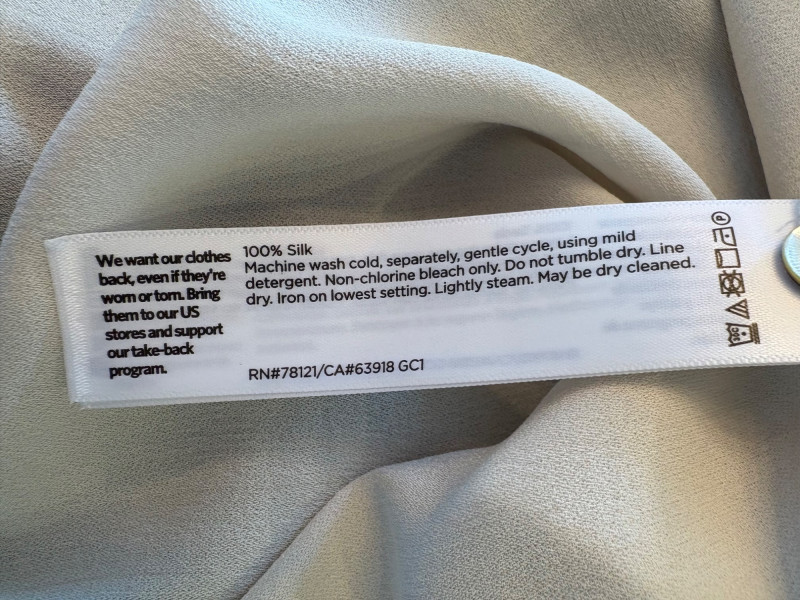 We want our clothes
back, even if they're
worn or torn. Bring
them to our US
stores and support
our take-back
program.
100% Silk
Machine wash cold, separately, gentle cycle, using mild
detergent. Non-chlorine bleach only. Do not tumble dry. Line
dry. Iron on lowest setting. Lightly steam. May be dry cleaned.
RN#78121/CA#63918 GC1
P